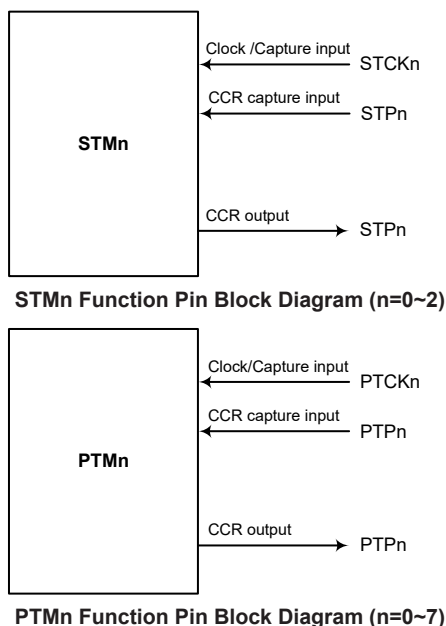 Clock /Capture input
STCKn
CCR capture input
STPn
STMn
CCR output
STPn
STMn Function Pin Block Diagram (n=0~2)
Clock/Capture input
PTCKn
CCR capture input
PTPn
PTMn
CCR output
PTPn
PTMn Function Pin Block Diagram (n=0~7)